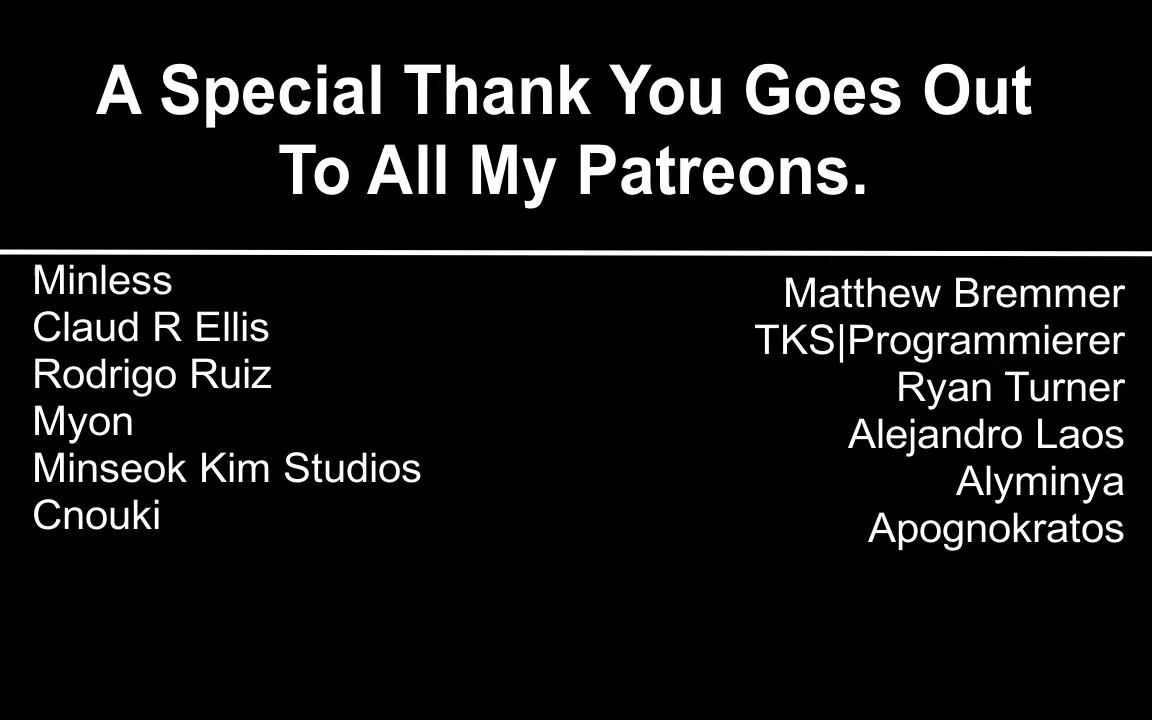 A Special Thank You Goes Out
To All My Patreons.
Minless
Claud R Ellis
Rodrigo Ruiz
Myon
Minseok Kim Studios
Cnouki
Matthew Bremmer
TKS|Programmierer
Ryan Turner
Alejandro Laos
Alyminya
Apognokratos